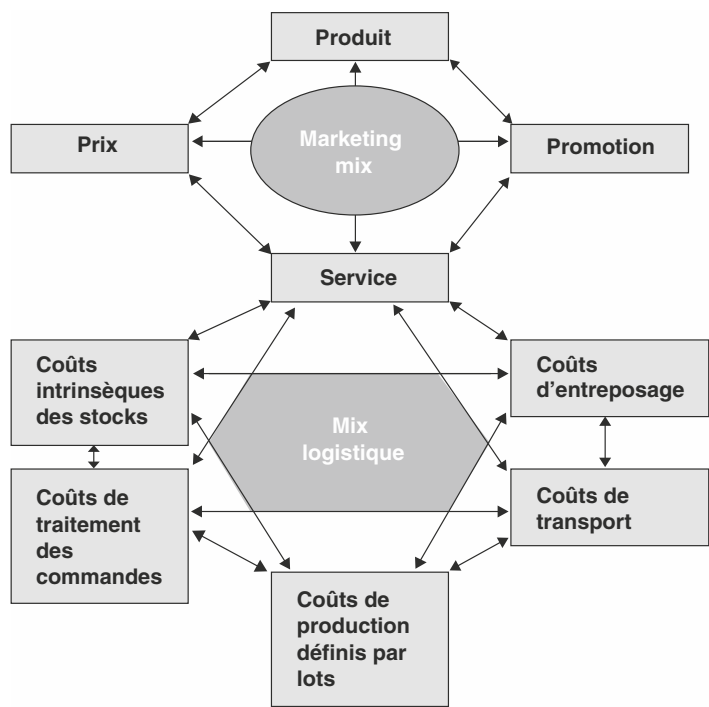 Produit
Marketing
mix
Prix
Promotion
Service
Coûts
intrinsèques
des stocks
Coûts
d'entreposage
Mix
logistique
Coûts de
traitement
des
commandes
Coûts de
transport
Coûts de
production
définis par
lots